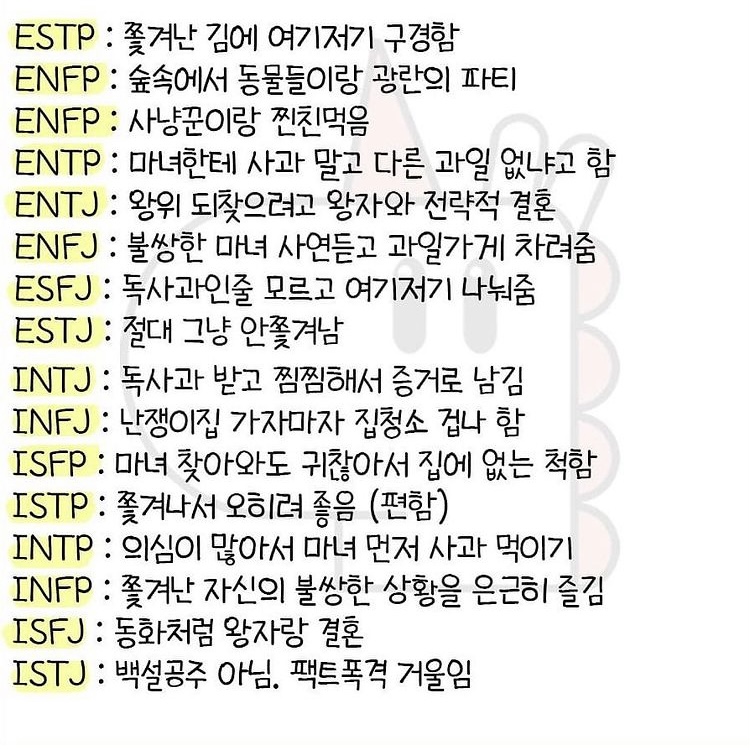 ESTP : 쫓겨난 김에 여기저기 구경함
ENFP : 숲속에서 동물들이랑 광란의 파티
ENFP : 사냥꾼이랑 찐친먹음
ENTP : 마녀한테 사과 말고 다른 과일 없냐고 함
ENTJ : 왕위 되찾으려고 왕자와 전략적 결혼
ENFJ : 불쌍한 마녀 사연듣고 과일가게 차려줌
ESFJ : 독사과인줄 모르고 여기저기 나눠줌
ESTJ : 절대 그냥 안쫓겨남
INTJ : 독사과 받고 찜찜해서 증거로 남김
INFJ : 난쟁이집 가자마자 집청소 겁나 함
ISFP : 마녀 찾아와도 귀찮아서 집에 없는 척함
ISTP : 쫓겨나서 오히려 좋음 (편함)
INTP : 의심이 많아서 마녀 먼저 사과 먹이기
INFP : 쫓겨난 자신의 불쌍한 상황을 은근히 즐김
ISFJ : 동화처럼 왕자랑 결혼
ISTJ : 백설공주 아님. 팩트폭격 거울임